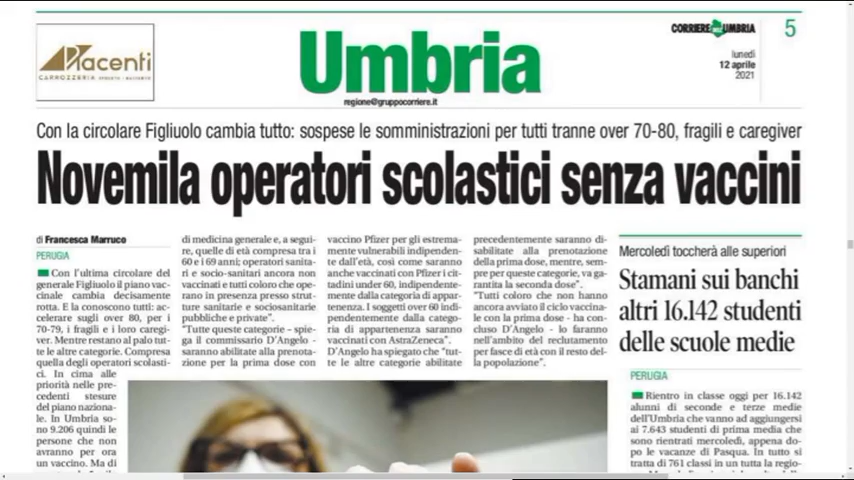 Piacenti
CARROZZERIA
Umbria
regione@gruppocorriere.it
CORRIERE DELL'UMBRIA
5
lunedì
12 aprile
2021
Con la circolare Figliuolo cambia tutto: sospese le somministrazioni per tutti tranne over 70-80, fragili e caregiver
Novemila operatori scolastici senza vaccini
di Francesca Marruco
PERUGIA
Con l'ultima circolare del
generale Figliuolo il piano vac-
cinale cambia decisamente
rotta. E la conoscono tutti: ac-
celerare sugli over 80, per i
70-79, i fragili e i loro caregi-
ver. Mentre restano al palo tut-
te le altre categorie. Compresa
quella degli operatori scolasti-
ci. In cima alle
priorità nelle pre-
cedenti stesure
del piano naziona-
le. In Umbria so-
no 9.206 quindi le
persone che non
avranno per ora
un vaccino. Ma di
di medicina generale e, a segui-
re, quelle di età compresa tra i
60 e i 69 anni; operatori sanita-
ri e socio-sanitari ancora non
vaccinati e tutti coloro che ope-
rano in presenza presso strut-
ture sanitarie e sociosanitarie
pubbliche e private".
"Tutte queste categorie – spie-
ga il commissario D'Angelo -
saranno abilitate alla prenota-
zione per la prima dose con
vaccino Pfizer per gli estrema-
mente vulnerabili indipendente
dall'età, così come saranno
anche vaccinati con Pfizer i cit-
tadini under 60, indipendente-
mente dalla categoria di appar-
tenenza. I soggetti over 60 indi-
pendentemente dalla catego-
ria di appartenenza saranno
vaccinati con AstraZeneca".
D'Angelo ha spiegato che "tut-
te le altre categorie abilitate
precedentemente saranno di-
sabilitate alla prenotazione
della prima dose, mentre, sem-
pre per queste categorie, va ga-
rantita la seconda dose".
"Tutti coloro che non hanno
ancora avviato il ciclo vaccina-
le con la prima dose - ha con-
cluso D'Angelo - lo faranno
nell'ambito del reclutamento
per fasce di età con il resto del-
la popolazione".
Mercoledì toccherà alle superiori
Stamani sui banchi
altri 16.142 studenti
delle scuole medie
PERUGIA
Rientro in classe oggi per 16.142
alunni di seconde e terze medie
dell'Umbria che vanno ad aggiungersi
ai 7.643 studenti di prima media che
sono rientrati mercoledì, appena do-
po le vacanze di Pasqua. In tutto si
tratta di 761 classi in un tutta la regio-